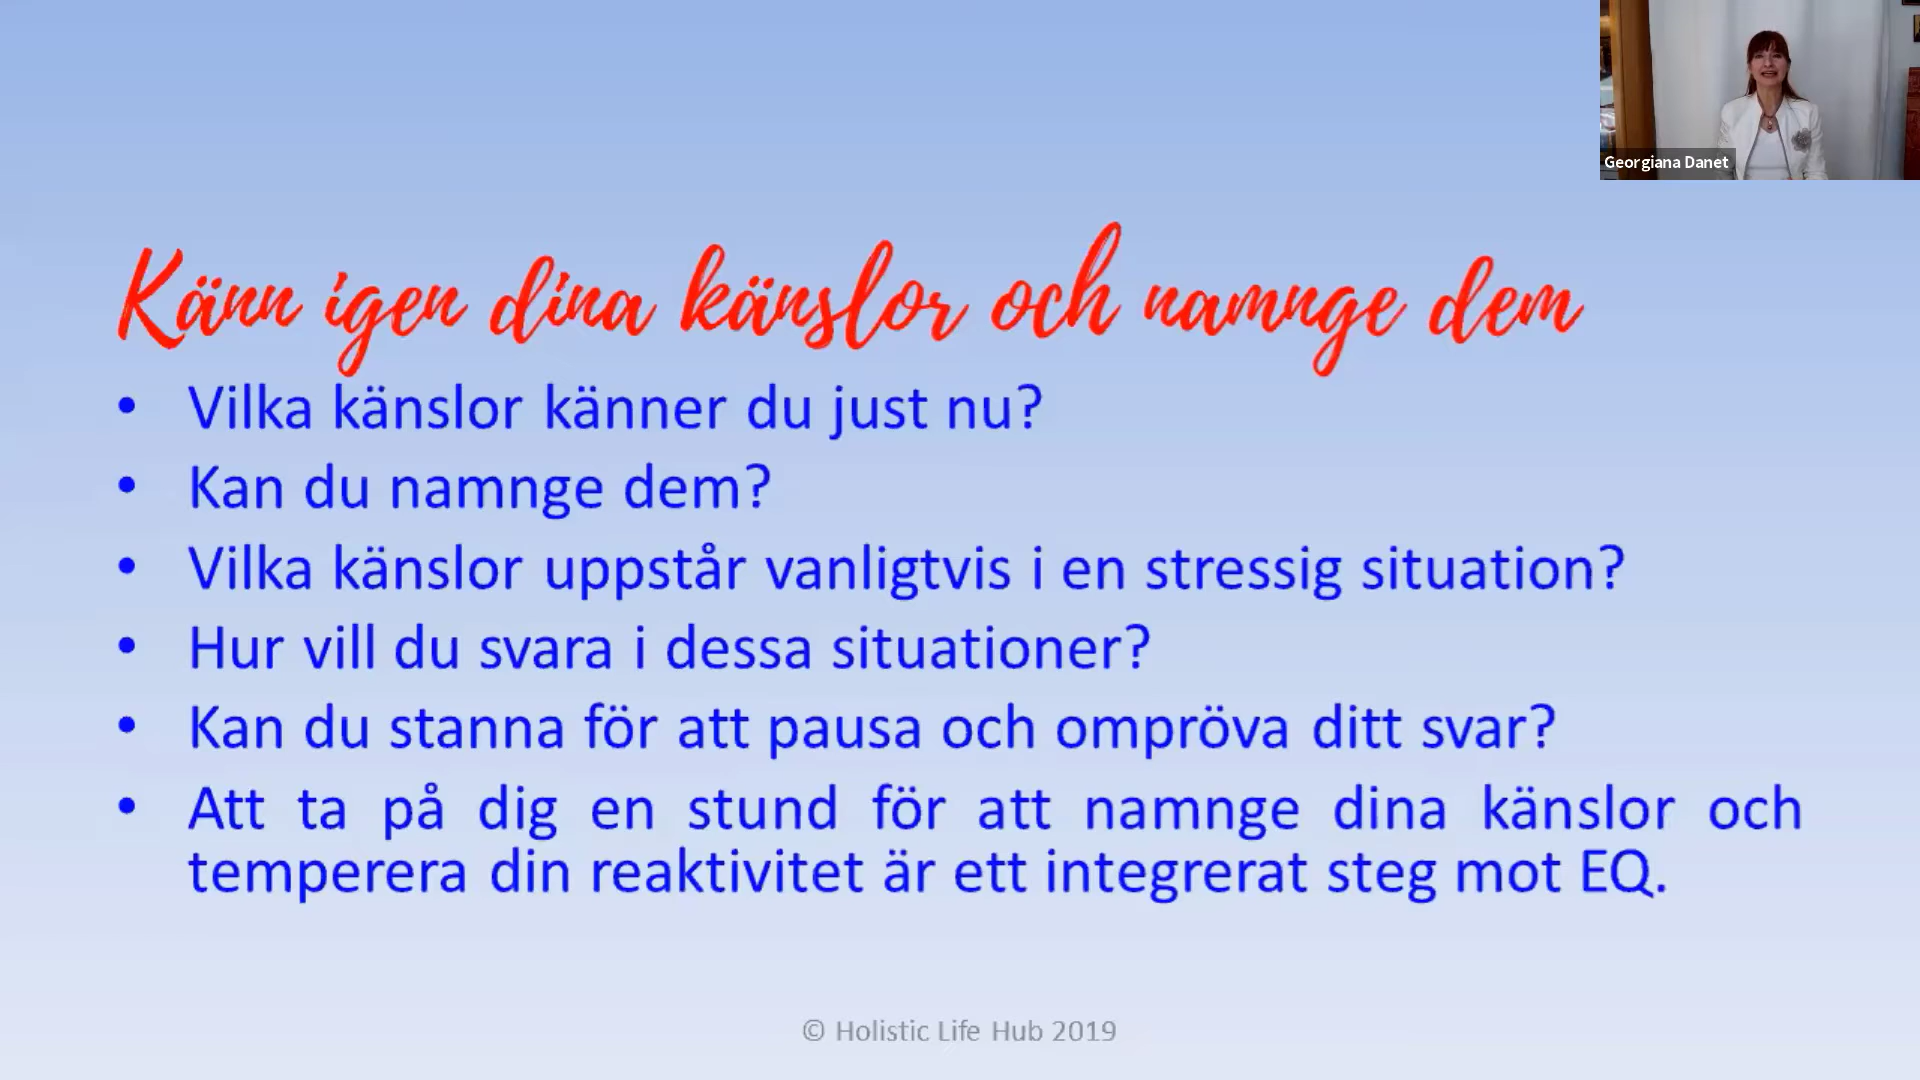 Georgiana Danet
Känn igen dina känslor och namnge dem
• Vilka känslor känner du just nu?
• Kan du namnge dem?
• Vilka känslor uppstår vanligtvis i en stressig situation?
• Hur vill du svara i dessa situationer?
• Kan du stanna för att pausa och ompröva ditt svar?
• Att ta på dig en stund för att namnge dina känslor och
temperera din reaktivitet är ett integrerat steg mot EQ.
© Holistic Life Hub 2019